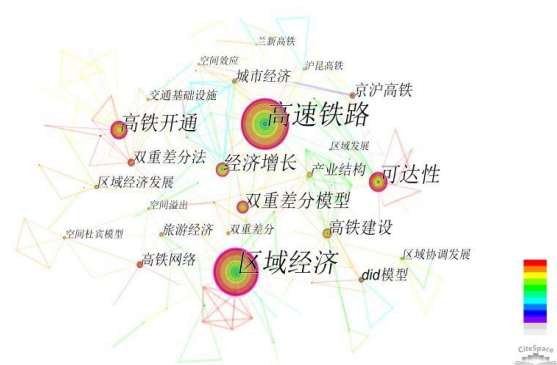 兰新高铁
空间效应
沪昆高铁
城市经济
京沪高铁
交通基础设施
高速铁路
高铁开通
区域发展
双重差分法
经济增长
产业结构
可达性
区域经济发展
双重差分模型
空间溢出
旅游经济
双重差分
高铁建设
空间杜宾模型
高铁网络
区域经济
区域协调发展
did模型
CiteSpace